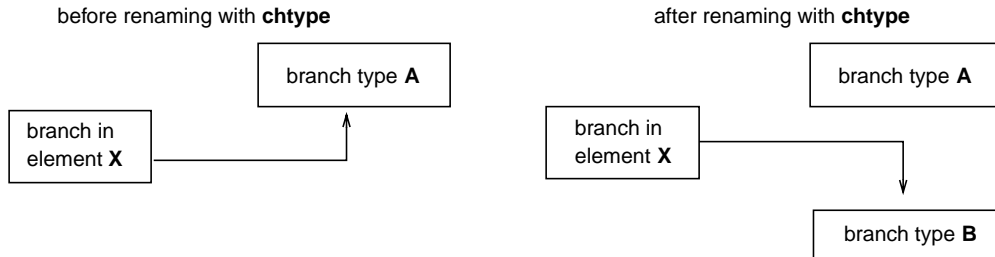 before renaming with chtype
branch type A
branch in
element X
after renaming with chtype
branch type A
branch in
element X
branch type B